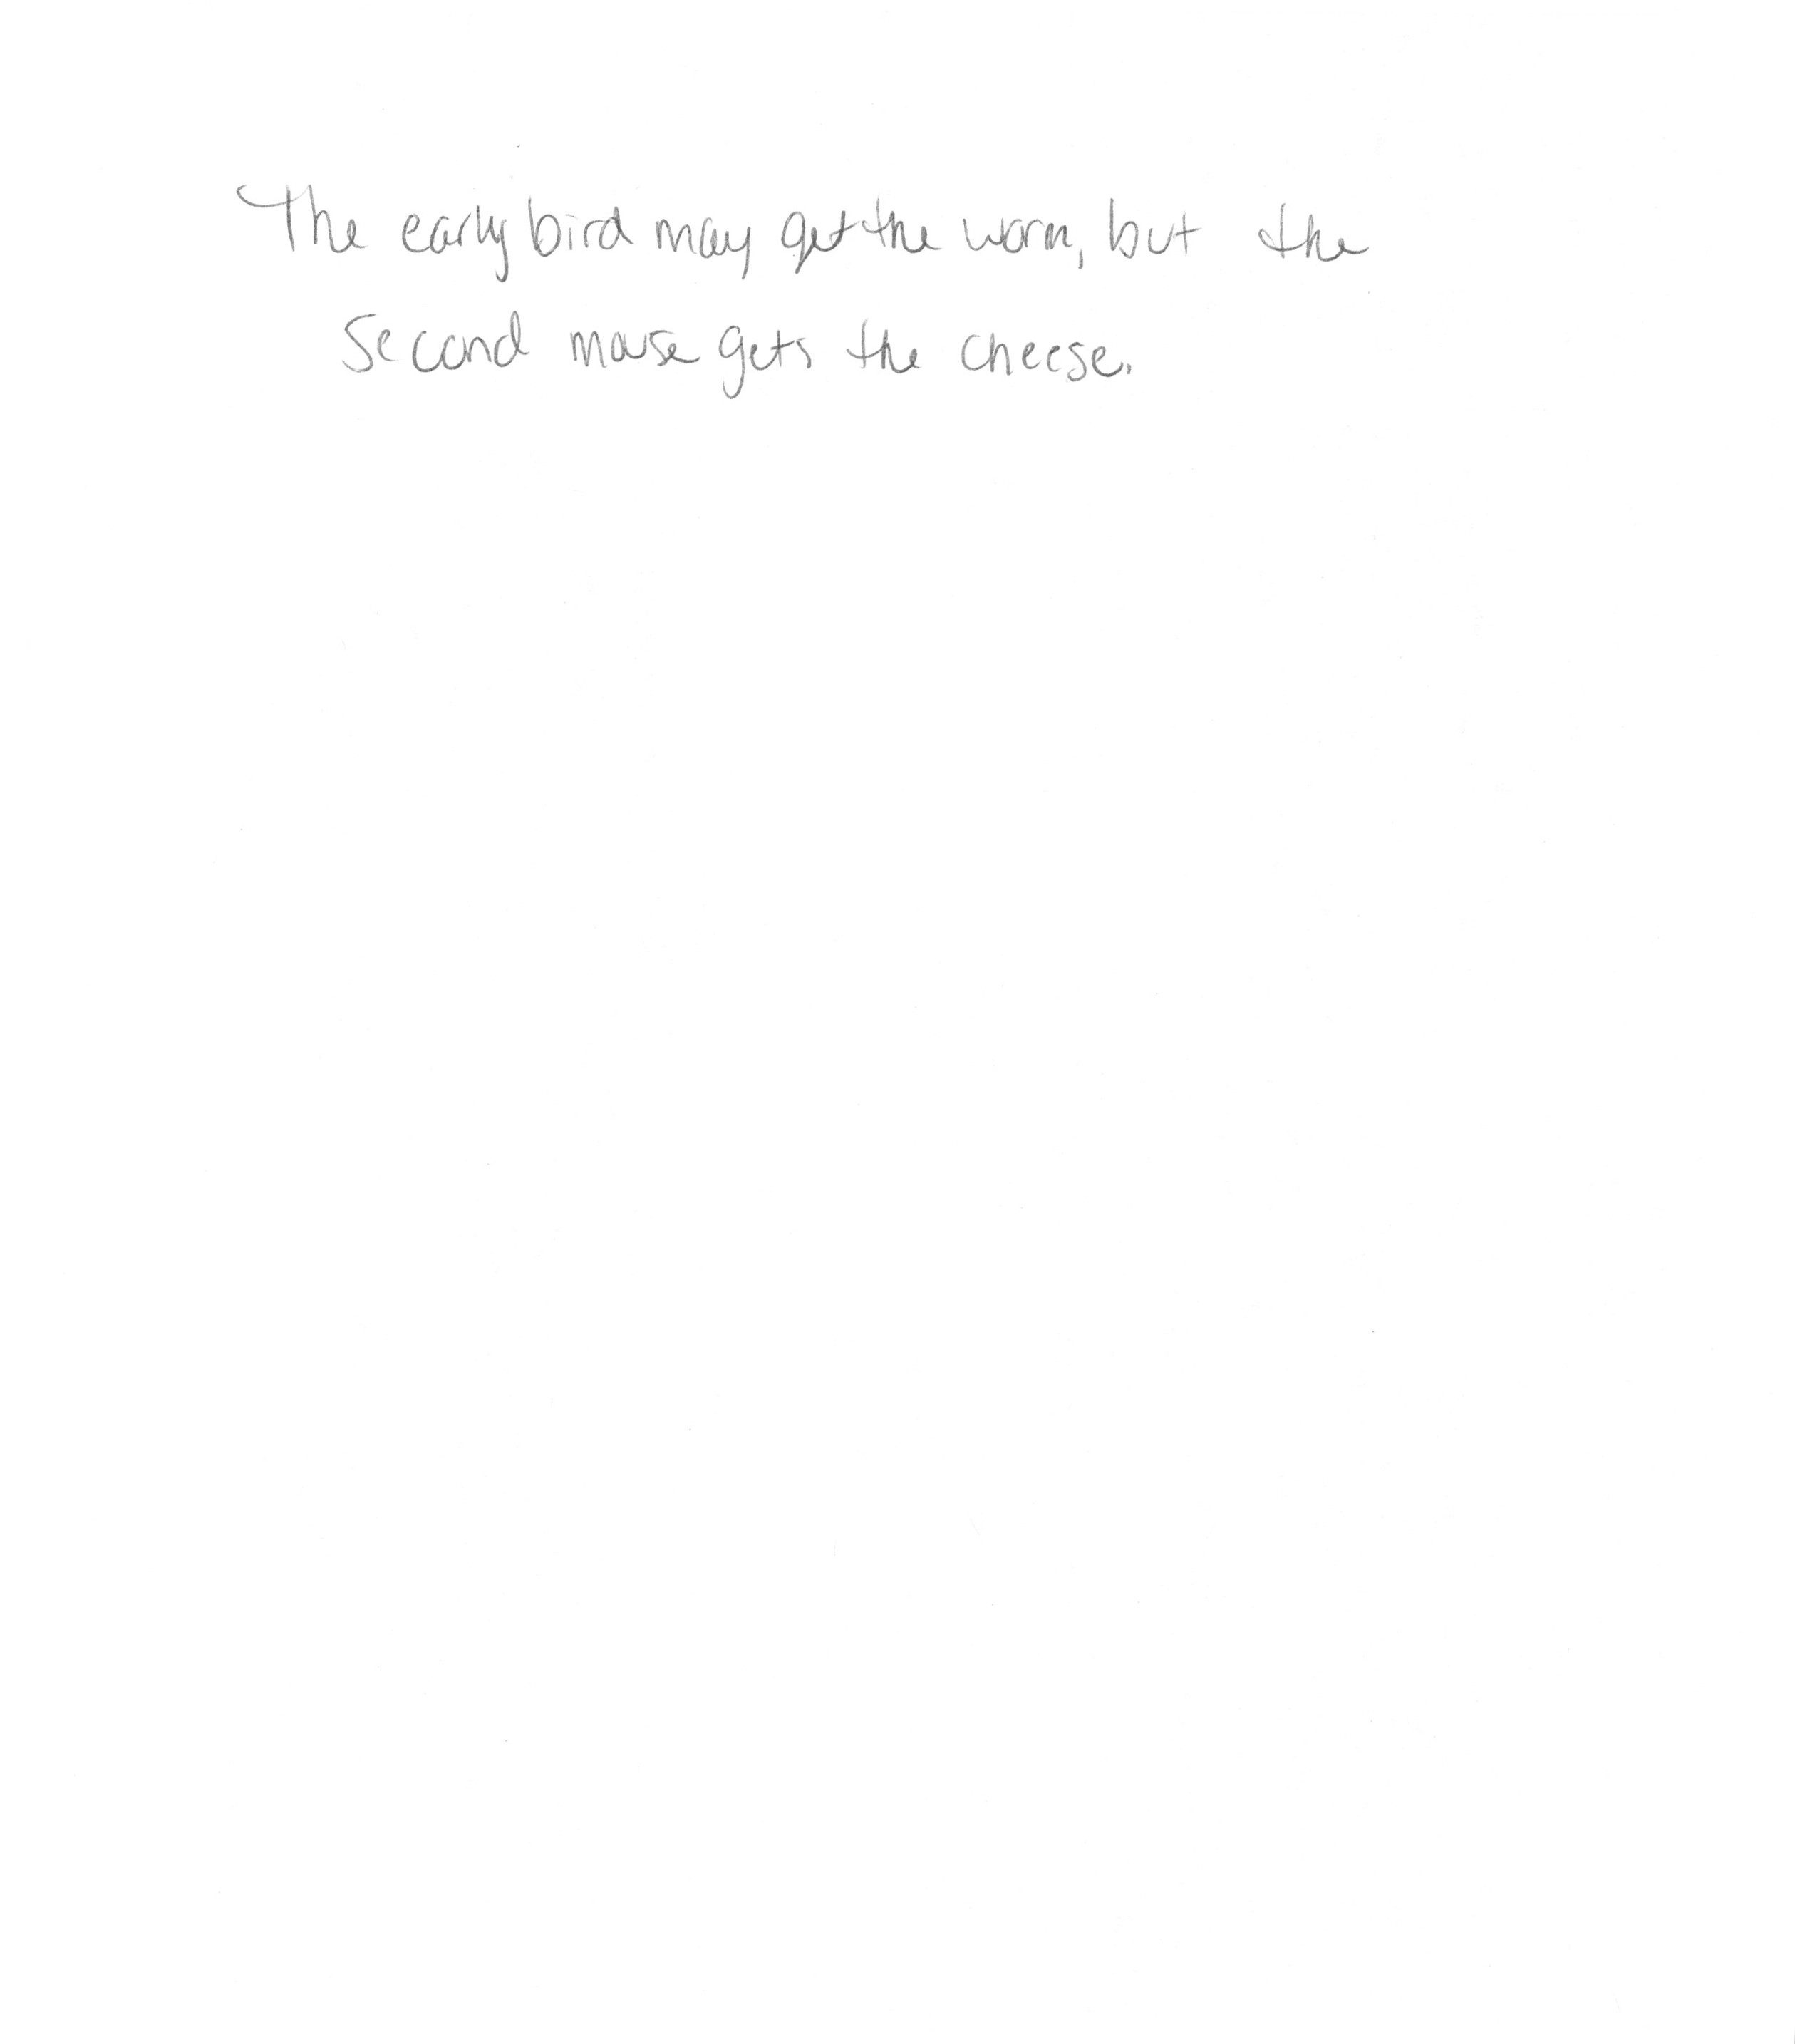 The early bird may get the worm, but the
second mouse gets the cheese.